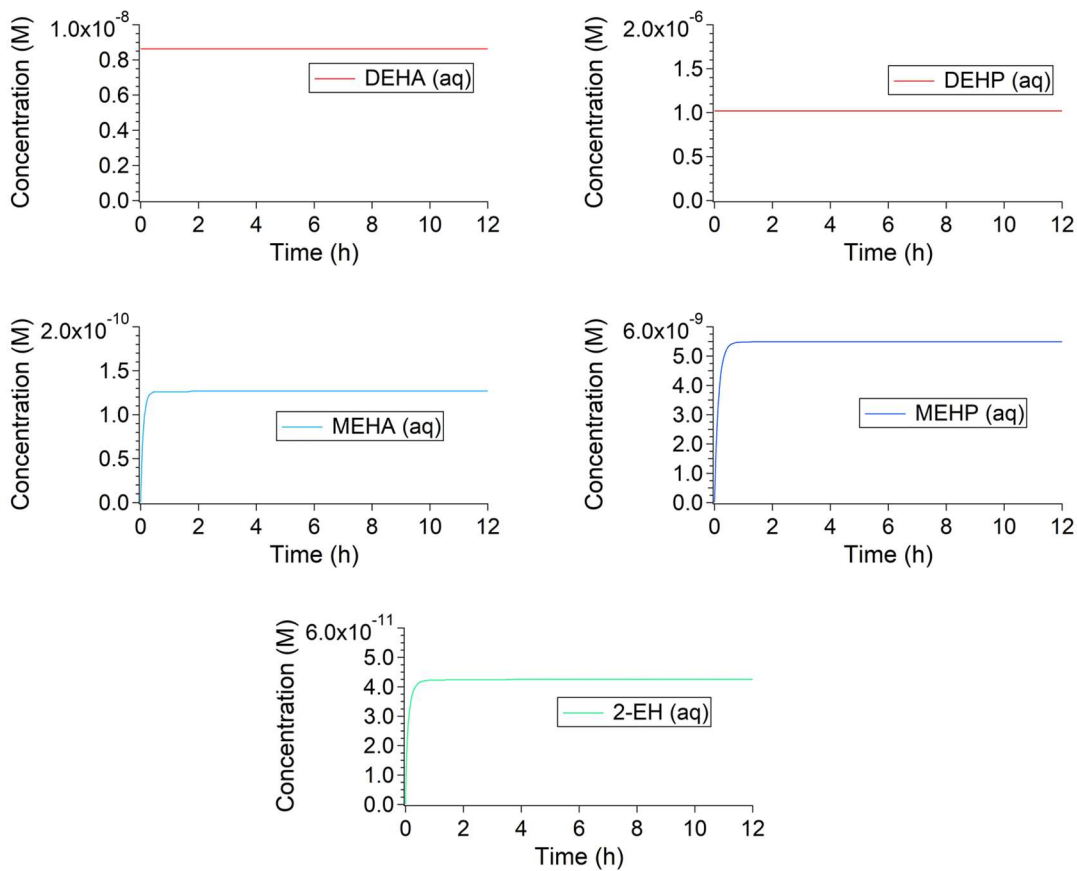 1.0x10-8
0.8
0.6
0.4
0.2
0.0
Concentration (M)
DEHA (aq)
0 2 4 6 8 10 12
Time (h)
2.0x10-6
1.5
1.0
0.5
0.0
Concentration (M)
DEHP (aq)
0 2 4 6 8 10 12
Time (h)
2.0x10-10
1.5
1.0
0.5
0.0
Concentration (M)
MEHA (aq)
0 2 4 6 8 10 12
Time (h)
6.0x10-9
5.0
4.0
3.0
2.0
1.0
0.0
Concentration (M)
MEHP (aq)
0 2 4 6 8 10 12
Time (h)
6.0x10-11
5.0
4.0
3.0
2.0
1.0
0.0
Concentration (M)
2-EH (aq)
0 2 4 6 8 10 12
Time (h)